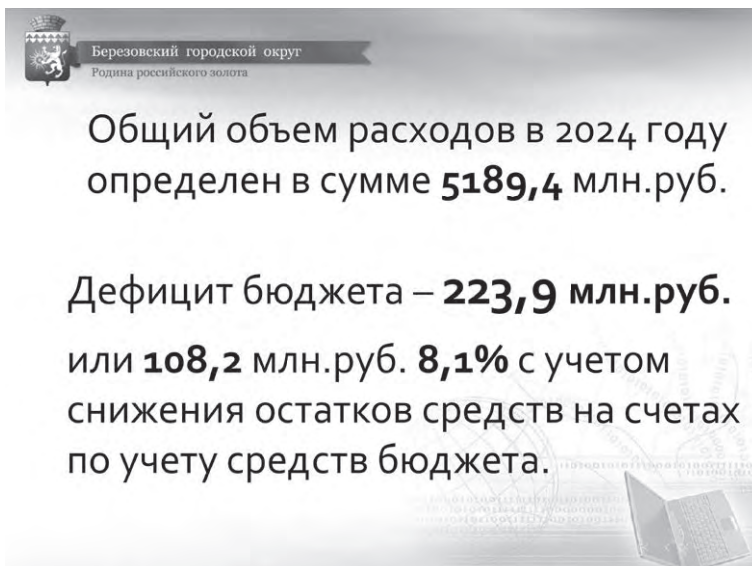 Березовский городской округ
Родина российского золота
Общий объем расходов в 2024 году
определен в сумме 5189,4 млн.руб.
Дефицит бюджета – 223,9 млн.руб.
или 108,2 млн.руб. 8,1% с учетом
снижения остатков средств на счетах
по учету средств бюджета.